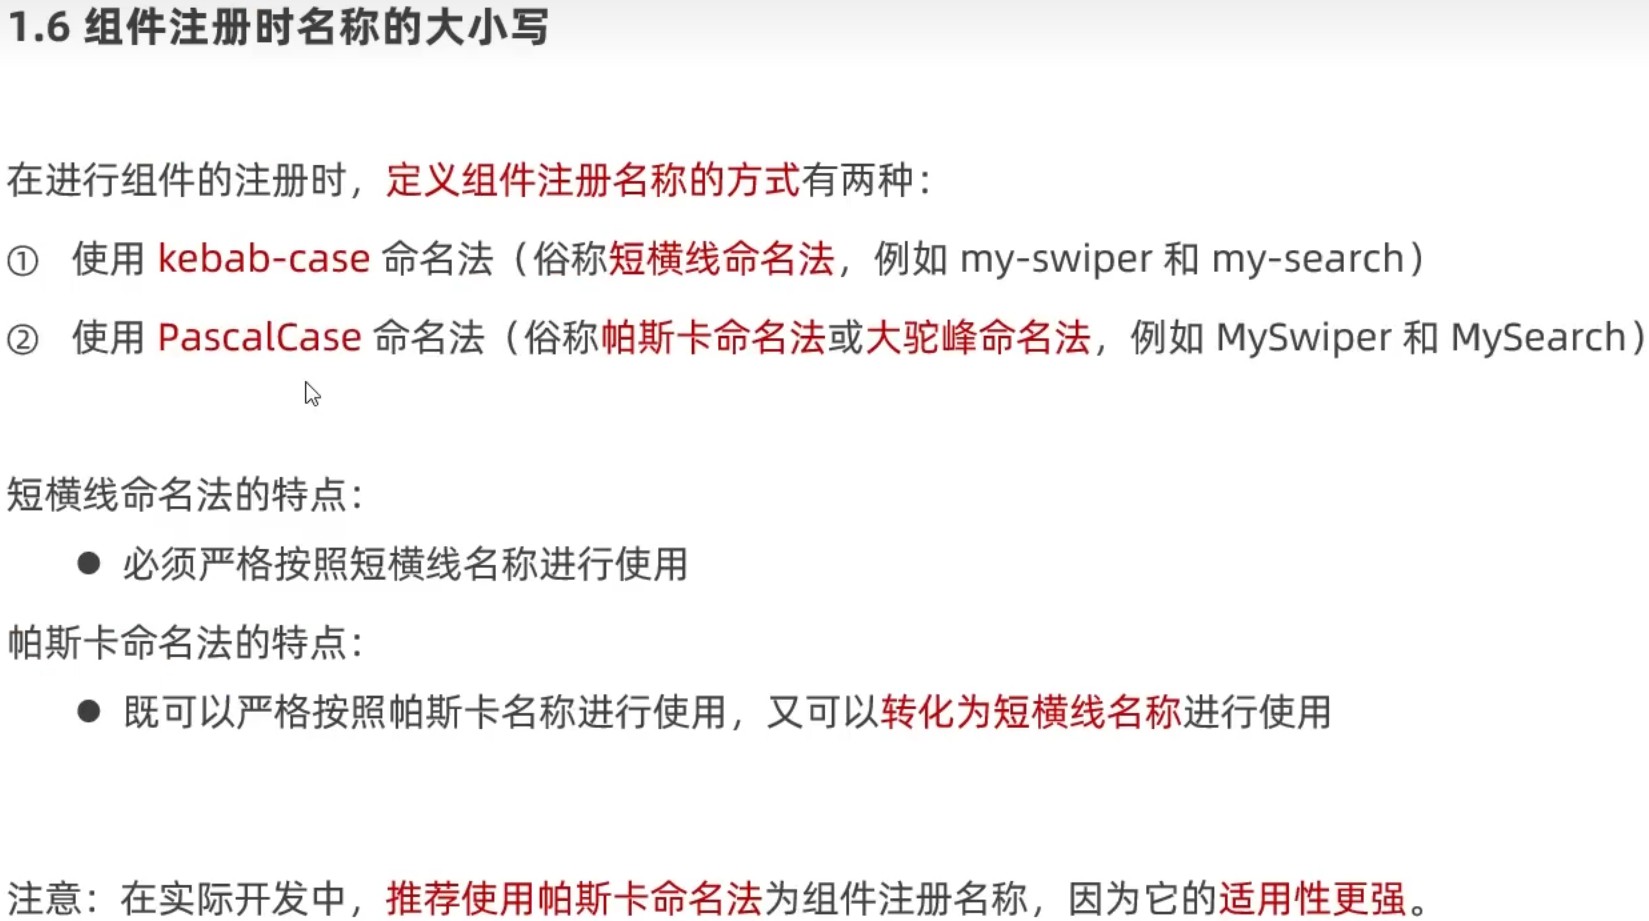 1.6 组件注册时名称的大小写
在进行组件的注册时，定义组件注册名称的方式有两种：
① 使用 kebab-case 命名法（俗称短横线命名法，例如 my-swiper 和 my-search）
② 使用 PascalCase 命名法（俗称帕斯卡命名法或大驼峰命名法，例如 MySwiper 和 MySearch）
短横线命名法的特点：
● 必须严格按照短横线名称进行使用
帕斯卡命名法的特点：
● 既可以严格按照帕斯卡名称进行使用，又可以转化为短横线名称进行使用
注意：在实际开发中，推荐使用帕斯卡命名法为组件注册名称，因为它的适用性更强。